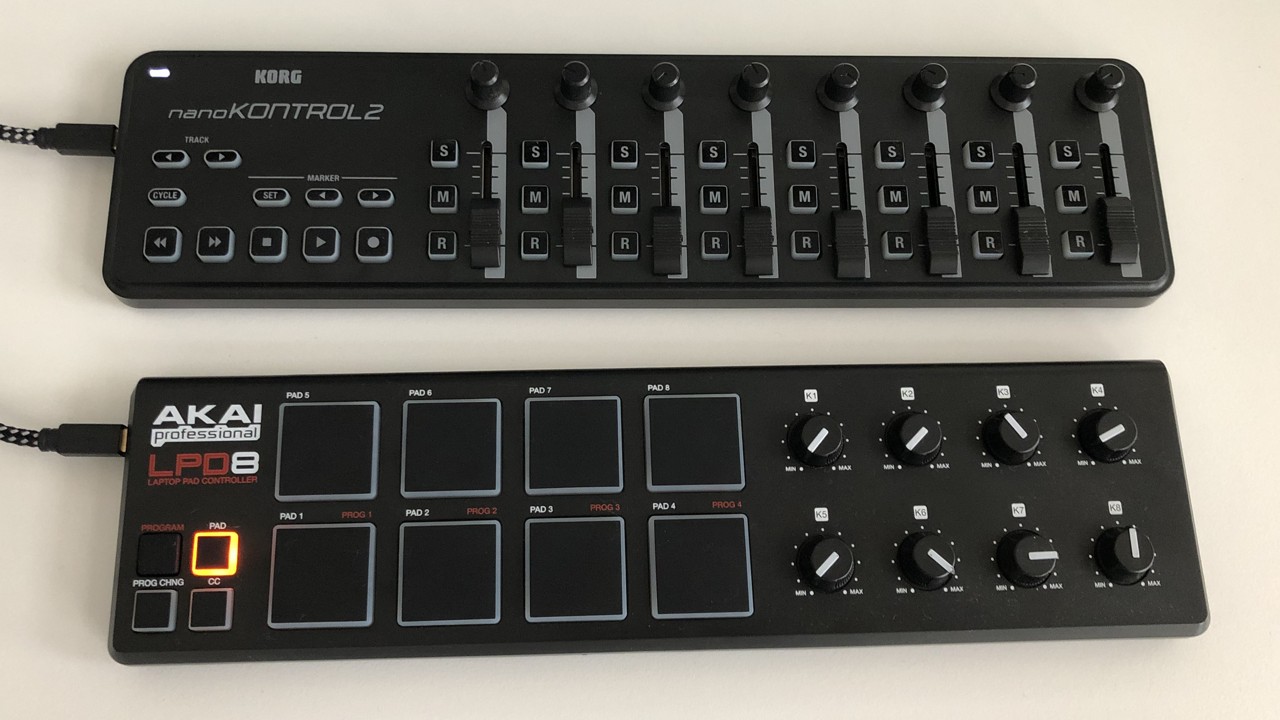 KORG
nanoKONTROL2
TRACK
CYCLE
MARKER
SET
S S S S S S S S
M M M M M M M M
R R R R R R R R
AKAI
professional
LPD8
LAPTOP PAD CONTROLLER
PROGRAM PAD
PROG CHNG CC
PAD 5 PAD 6 PAD 7 PAD 8
PAD 1 PROG 1 PAD 2 PROG 2 PAD 3 PROG 3 PAD 4 PROG 4
K1 K2 K3 K4
MIN MAX MIN MAX MIN MAX MIN MAX
K5 K6 K7 K8
MIN MAX MIN MAX MIN MAX MIN MAX